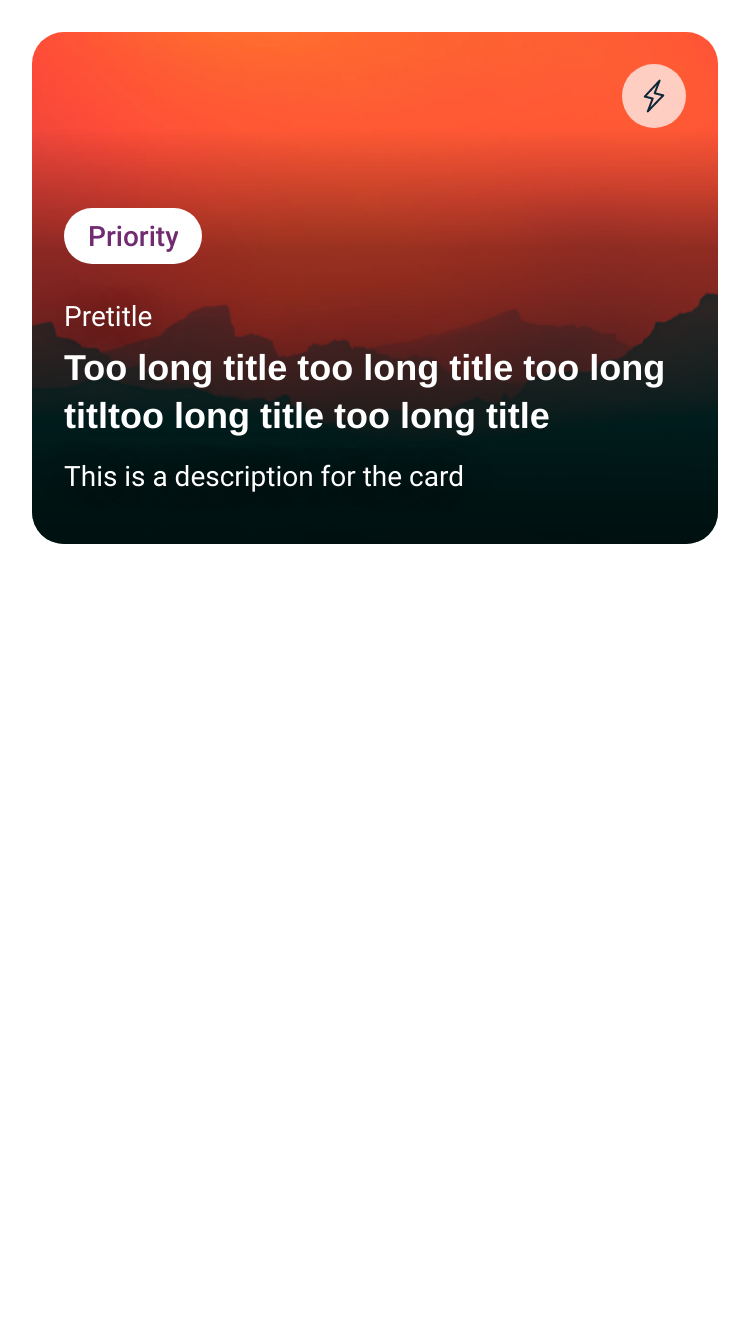 Priority
Pretitle
Too long title too long title too long
titltoo long title too long title
This is a description for the card